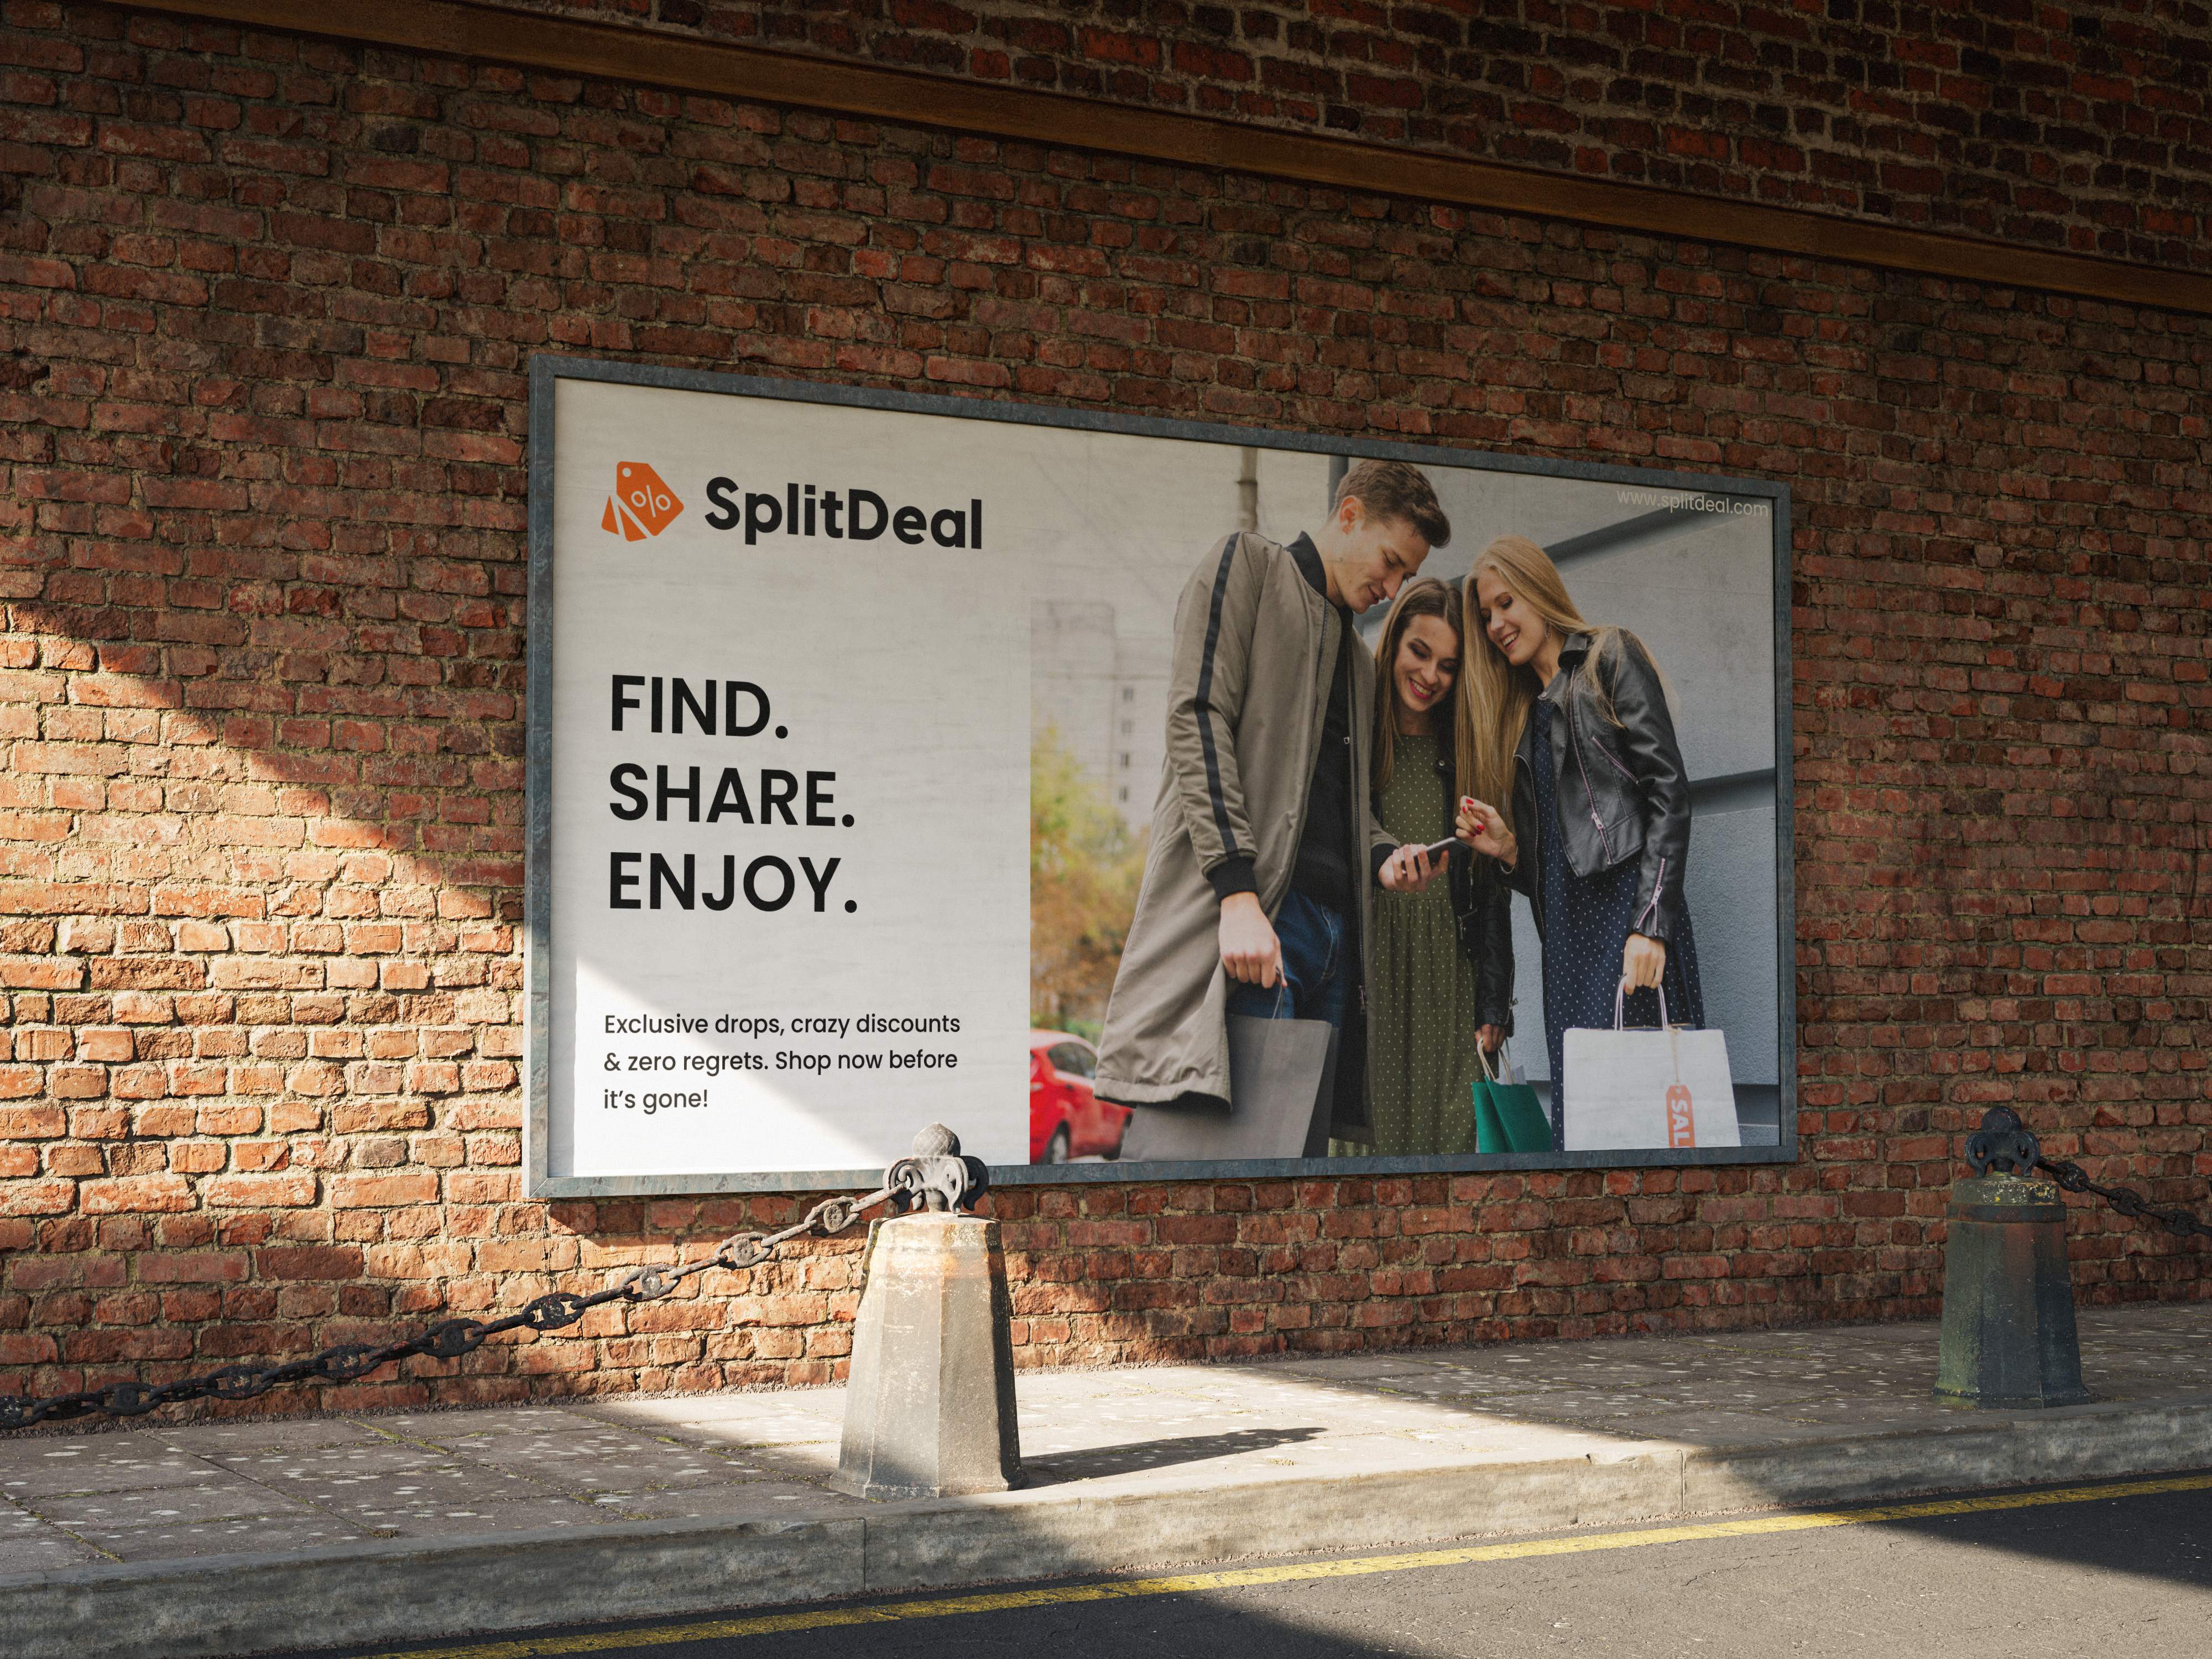 %
SplitDeal
www.splitdeal.com
FIND.
SHARE.
ENJOY.
Exclusive drops, crazy discounts
& zero regrets. Shop now before
it’s gone!
SAL